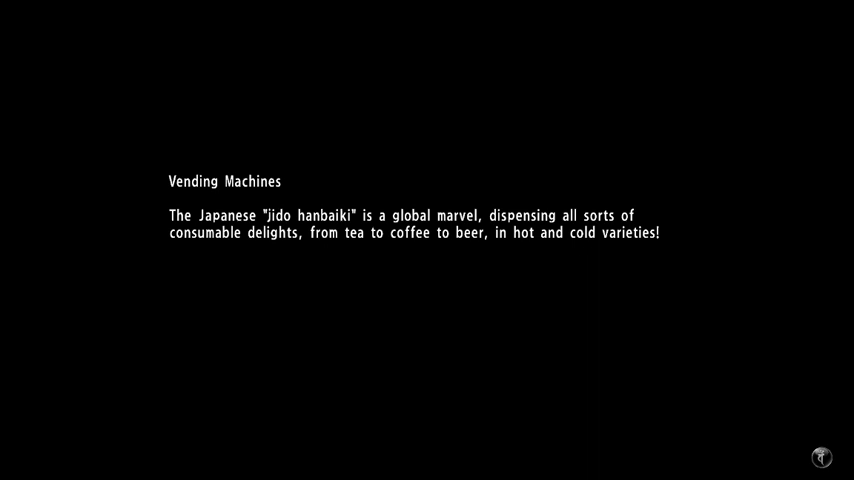 Vending Machines
The Japanese "jido hanbaiki" is a global marvel, dispensing all sorts of
consumable delights, from tea to coffee to beer, in hot and cold varieties!